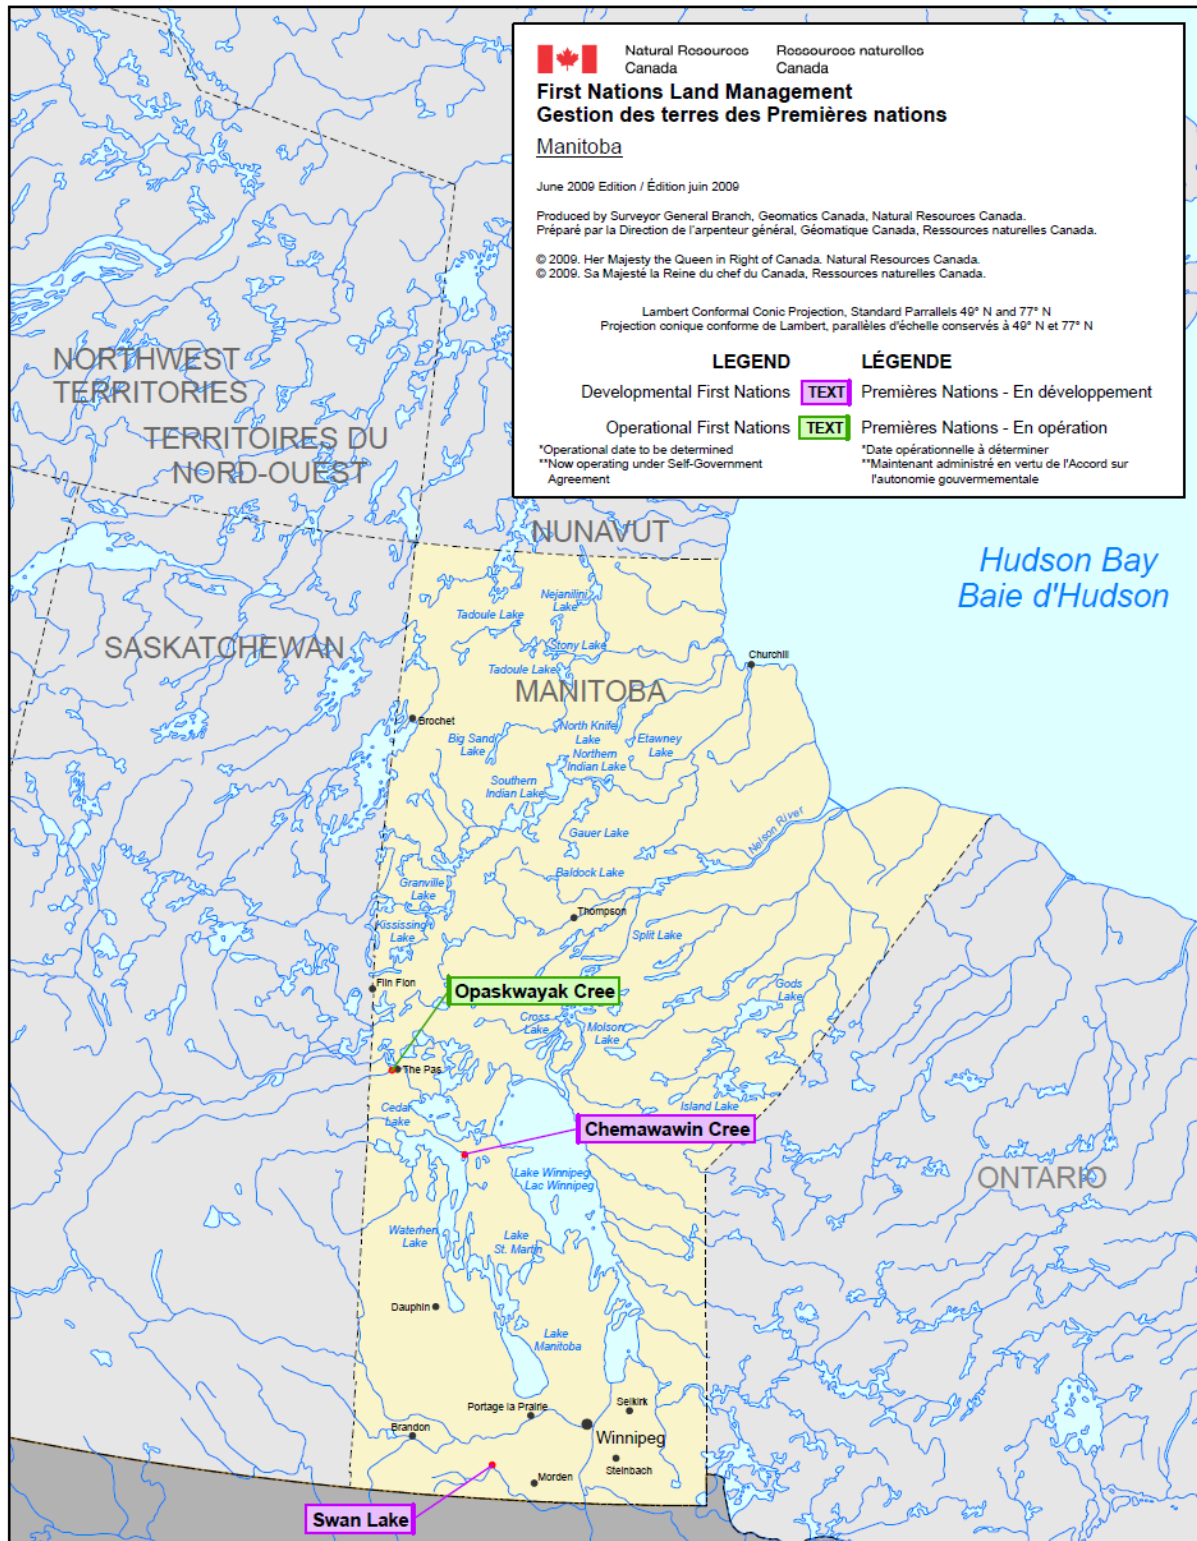 Natural Resources Canada
Ressources naturelles Canada
First Nations Land Management
Gestion des terres des Premières nations
Manitoba
June 2009 Edition / Édition juin 2009
Produced by Surveyor General Branch, Geomatics Canada, Natural Resources Canada.
Préparé par la Direction de l'arpenteur général, Géomatique Canada, Ressources naturelles Canada.
© 2009. Her Majesty the Queen in Right of Canada. Natural Resources Canada.
© 2009. Sa Majesté la Reine du chef du Canada, Ressources naturelles Canada.
Lambert Conformal Conic Projection, Standard Parrallels 49° N and 77° N
Projection conique conforme de Lambert, parallèles d'échelle conservés à 49° N et 77° N
LEGEND
LÉGENDE
Developmental First Nations TEXT Premières Nations - En développement
Operational First Nations TEXT Premières Nations - En opération
*Operational date to be determined
**Now operating under Self-Government
Agreement
*Date opérationnelle à déterminer
**Maintenant administré en vertu de l'Accord sur
l'autonomie gouvermementale
NORTHWEST
TERRITORIES
TERRITOIRES DU
NORD-OUEST
NUNAVUT
Hudson Bay
Baie d'Hudson
SASKATCHEWAN
MANITOBA
ONTARIO
Nejanilini
Lake
Tadoule Lake
Stony Lake
Tadoule Lake
Churchill
Brochet
North Knife
Lake
Big Sand
Lake
Etawney
Lake
Northern
Indian Lake
Southern
Indian Lake
Gauer Lake
Nelson River
Baldock Lake
Granville
Lake
Thompson
Kississing
Lake
Split Lake
Flin Flon
Opaskwayak Cree
Gods
Lake
Cross
Lake
Molson
Lake
The Pas
Cedar
Lake
Island Lake
Chemawawin Cree
Lake Winnipeg
Lac Winnipeg
Waterhen
Lake
Lake
St. Martin
Dauphin
Lake
Manitoba
Portage la Prairie
Selkirk
Brandon
Winnipeg
Steinbach
Morden
Swan Lake